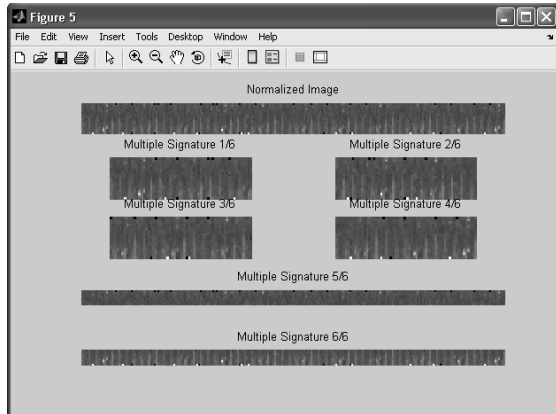 Figure 5
File Edit View Insert Tools Desktop Window Help
Normalized Image
Multiple Signature 1/6 Multiple Signature 2/6
Multiple Signature 3/6 Multiple Signature 4/6
Multiple Signature 5/6
Multiple Signature 6/6